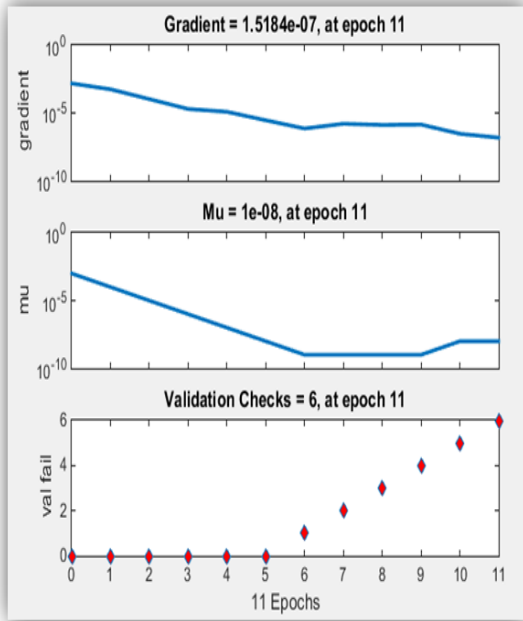 Gradient = 1.5184e-07, at epoch 11
10^0
10^-5
10^-10
gradient
Mu = 1e-08, at epoch 11
10^0
10^-5
10^-10
mu
Validation Checks = 6, at epoch 11
6
4
2
0
val fail
0 1 2 3 4 5 6 7 8 9 10 11
11 Epochs